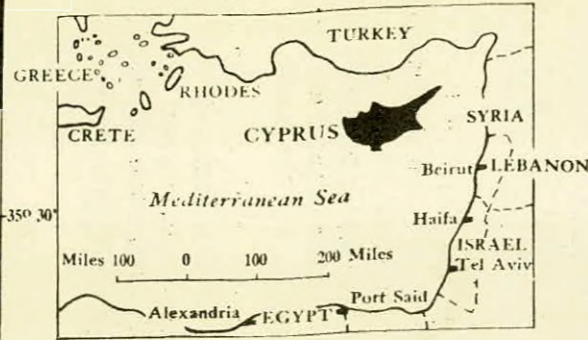 TURKEY
GREECE
RHODES
CRETE
CYPRUS
SYRIA
Beirut
LEBANON
Mediterranean Sea
35° 30'
Haifa
Miles 100 0 100 200 Miles
ISRAEL
Tel Aviv
Port Said
Alexandria
EGYPT